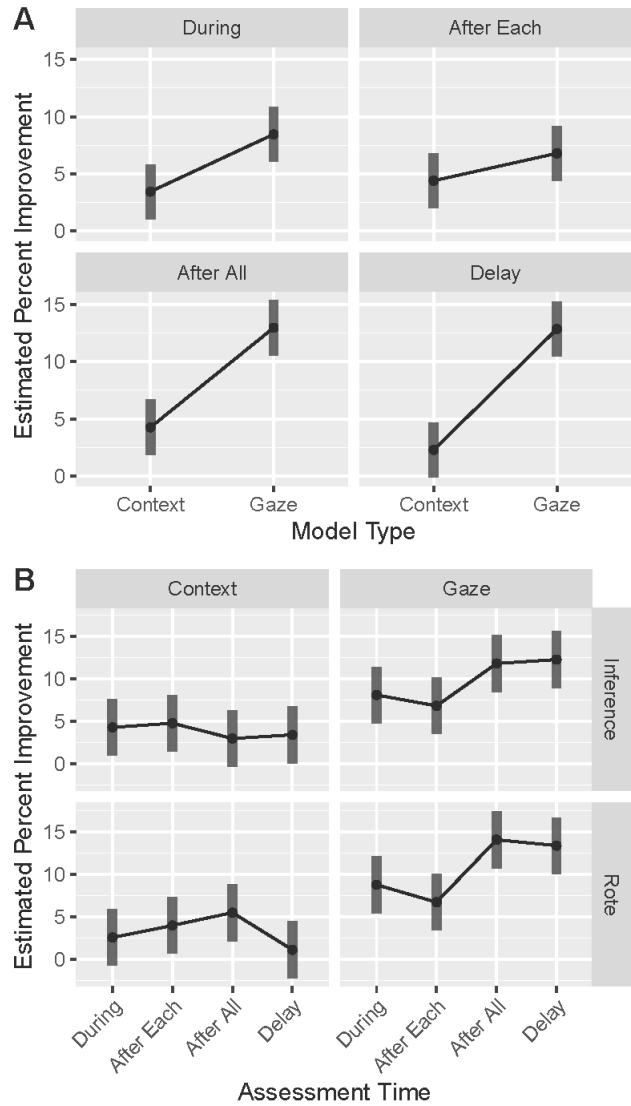 A
During
After Each
Estimated Percent Improvement
15
10
5
0
After All
Delay
15
10
5
0
Context
Gaze
Context
Gaze
Model Type
B
Context
Gaze
Estimated Percent Improvement
15
10
5
0
Inference
15
10
5
0
Rote
During
After Each
After All
Delay
During
After Each
After All
Delay
Assessment Time